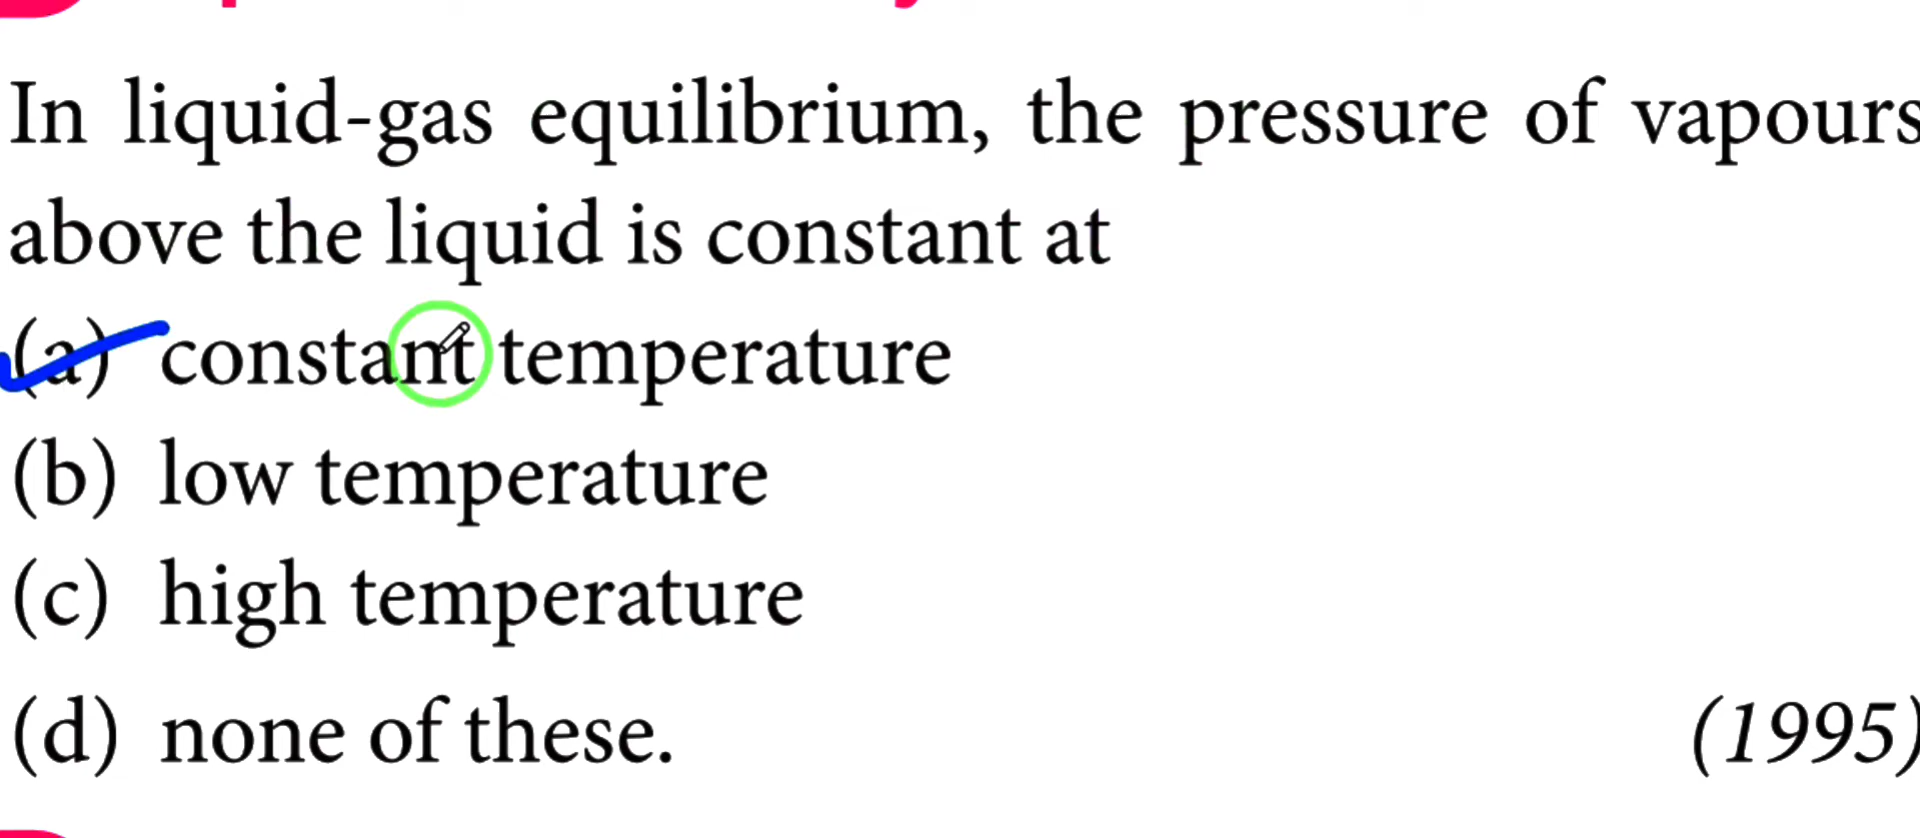 In liquid-gas equilibrium, the pressure of vapours
above the liquid is constant at
(a) constant temperature
(b) low temperature
(c) high temperature
(d) none of these. (1995)